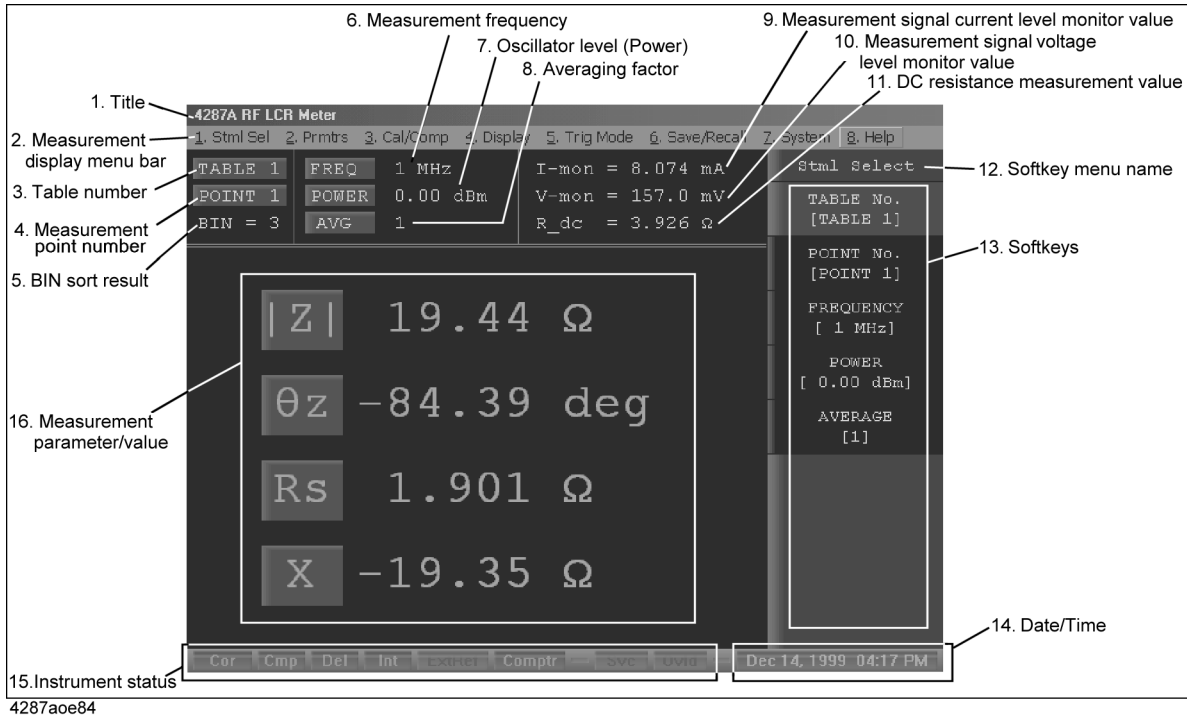 6. Measurement frequency
7. Oscillator level (Power)
8. Averaging factor
9. Measurement signal current level monitor value
10. Measurement signal voltage
level monitor value
11. DC resistance measurement value
1. Title
2. Measurement
display menu bar
3. Table number
4. Measurement
point number
5. BIN sort result
4287A RF LCR Meter
1. Stml Sel 2. Prmtrs 3. Cal/Comp 4. Display 5. Trig Mode 6. Save/Recall 7. System 8. Help
TABLE 1 FREQ 1 MHz I-mon = 8.074 mA
POINT 1 POWER 0.00 dBm V-mon = 157.0 mV
BIN = 3 AVG 1 R_dc = 3.926 Ω
Stml Select
TABLE No.
[TABLE 1]
POINT No.
[POINT 1]
FREQUENCY
[ 1 MHz]
POWER
[ 0.00 dBm]
AVERAGE
[1]
12. Softkey menu name
13. Softkeys
|Z| 19.44 Ω
θz -84.39 deg
Rs 1.901 Ω
X -19.35 Ω
16. Measurement
parameter/value
14. Date/Time
Cor Cmp Del Int ExtRef Comptr Svc Ovld Dec 14, 1999 04:17 PM
15.Instrument status
4287aoe84